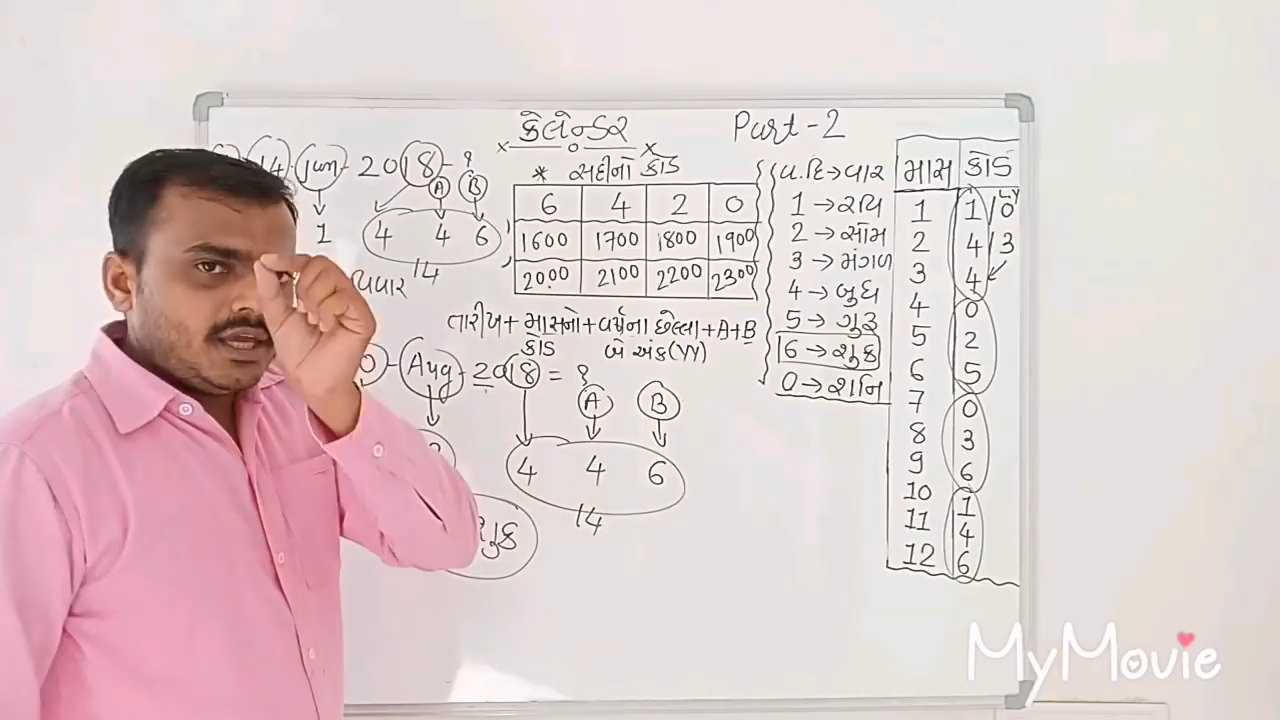 કેલેન્ડર
Part-2
14-Jun-2018-?
A B
1 4 4 6
14
* સદીનો કોડ
6 4 2 0
1600 1700 1800 1900
2000 2100 2200 2300
તારીખ + માસનો + વર્ષના છેલ્લા + A+B
કોડ બે અંક(YY)
0-Aug-2018 = ?
A B
4 4 6
14
શુક્ર
વ.દિ→વાર
1→રવિ
2→સોમ
3→મંગળ
4→બુધ
5→ગુરુ
6→શુક્ર
0→શનિ
માસ કોડ
LY
1 1/0
2 4/3
3 4
4 0
5 2
6 5
7 0
8 3
9 6
10 1
11 4
12 6
MyMovie